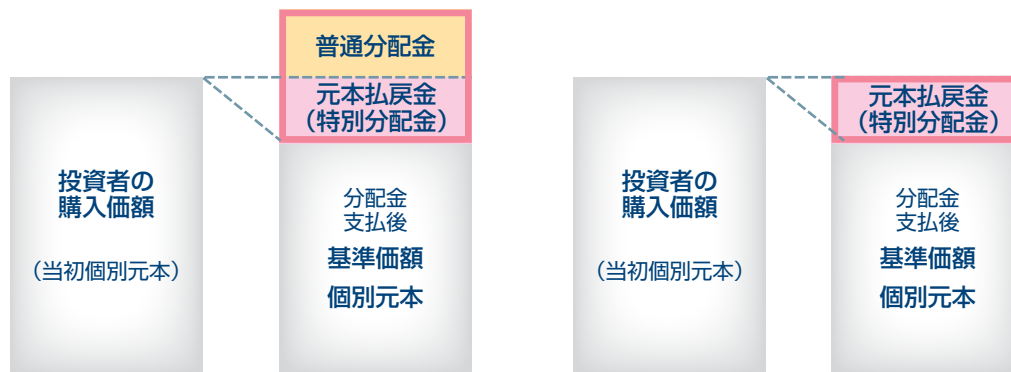 普通分配金
元本払戻金
(特別分配金)
投資者の
購入価額
(当初個別元本)
分配金
支払後
基準価額
個別元本
元本払戻金
(特別分配金)
投資者の
購入価額
(当初個別元本)
分配金
支払後
基準価額
個別元本